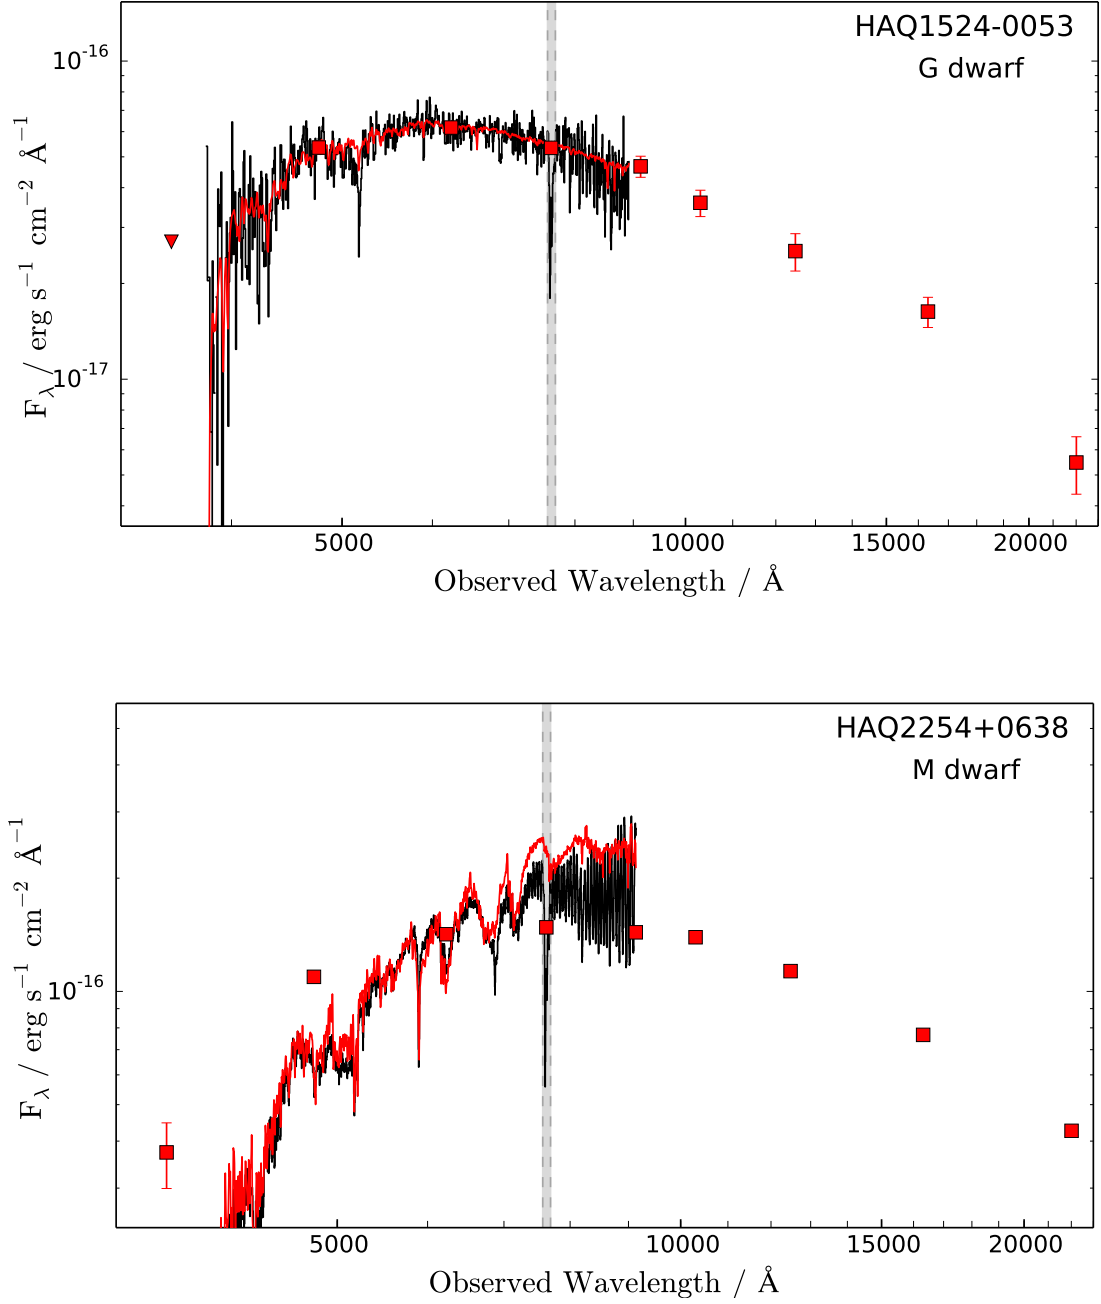 HAQ1524-0053
G dwarf
10⁻¹⁶
10⁻¹⁷
F_λ / erg s⁻¹ cm⁻² Å⁻¹
5000 10000 15000 20000
Observed Wavelength / Å
HAQ2254+0638
M dwarf
10⁻¹⁶
F_λ / erg s⁻¹ cm⁻² Å⁻¹
5000 10000 15000 20000
Observed Wavelength / Å